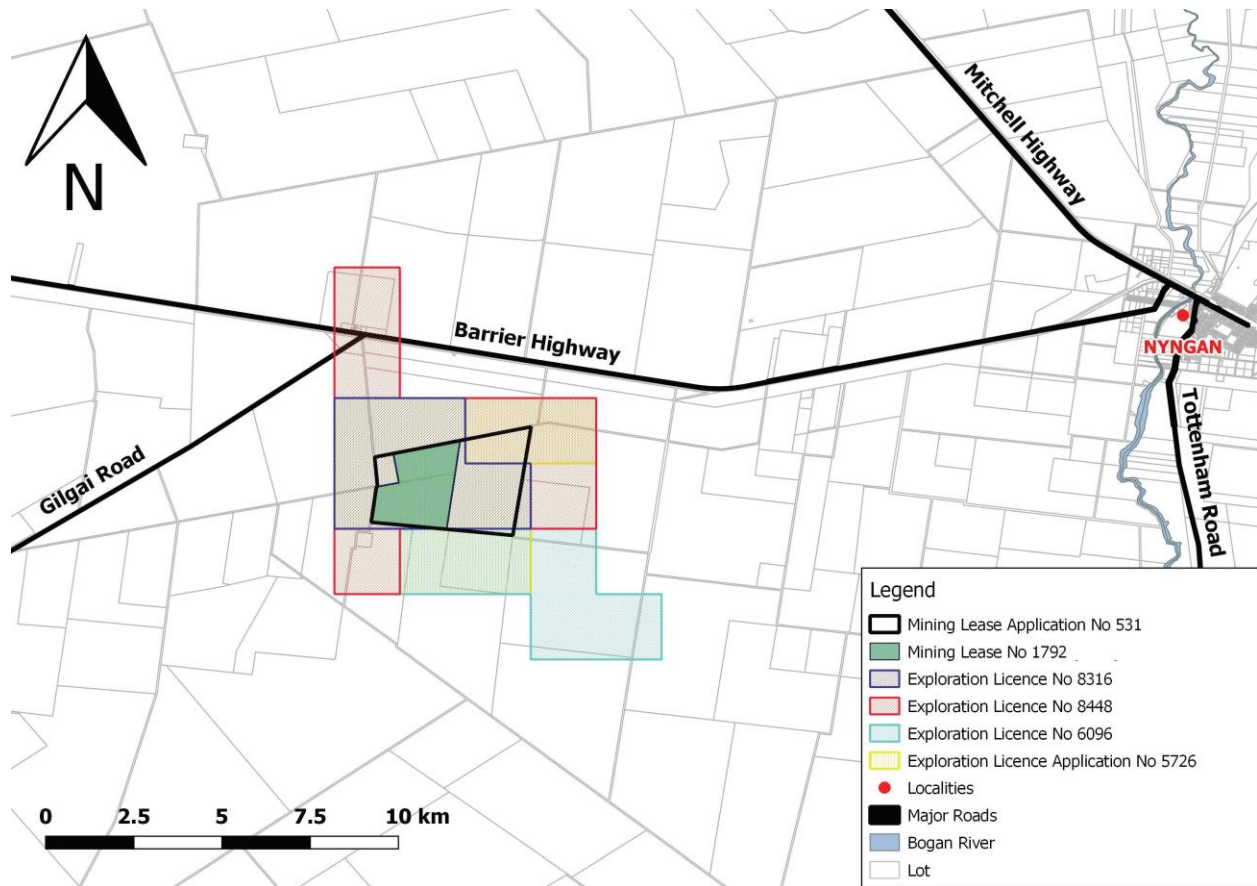 N
Mitchell Highway
Barrier Highway
NYNGAN
Gilgai Road
Tottenham Road
0 2.5 5 7.5 10 km
Legend
Mining Lease Application No 531
Mining Lease No 1792
Exploration Licence No 8316
Exploration Licence No 8448
Exploration Licence No 6096
Exploration Licence Application No 5726
Localities
Major Roads
Bogan River
Lot